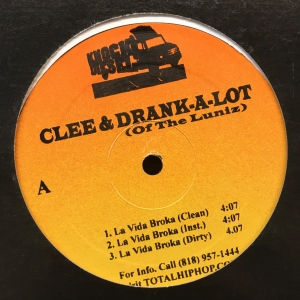 CLEE & DRANK-A-LOT
(Of The Luniz)
A
1. La Vida Broka (Clean) 4:07
2. La Vida Broka (Inst.) 4:07
3. La Vida Broka (Dirty) 4.07
For Info. Call (818) 957-1444
TOTALHIPHOP.CO